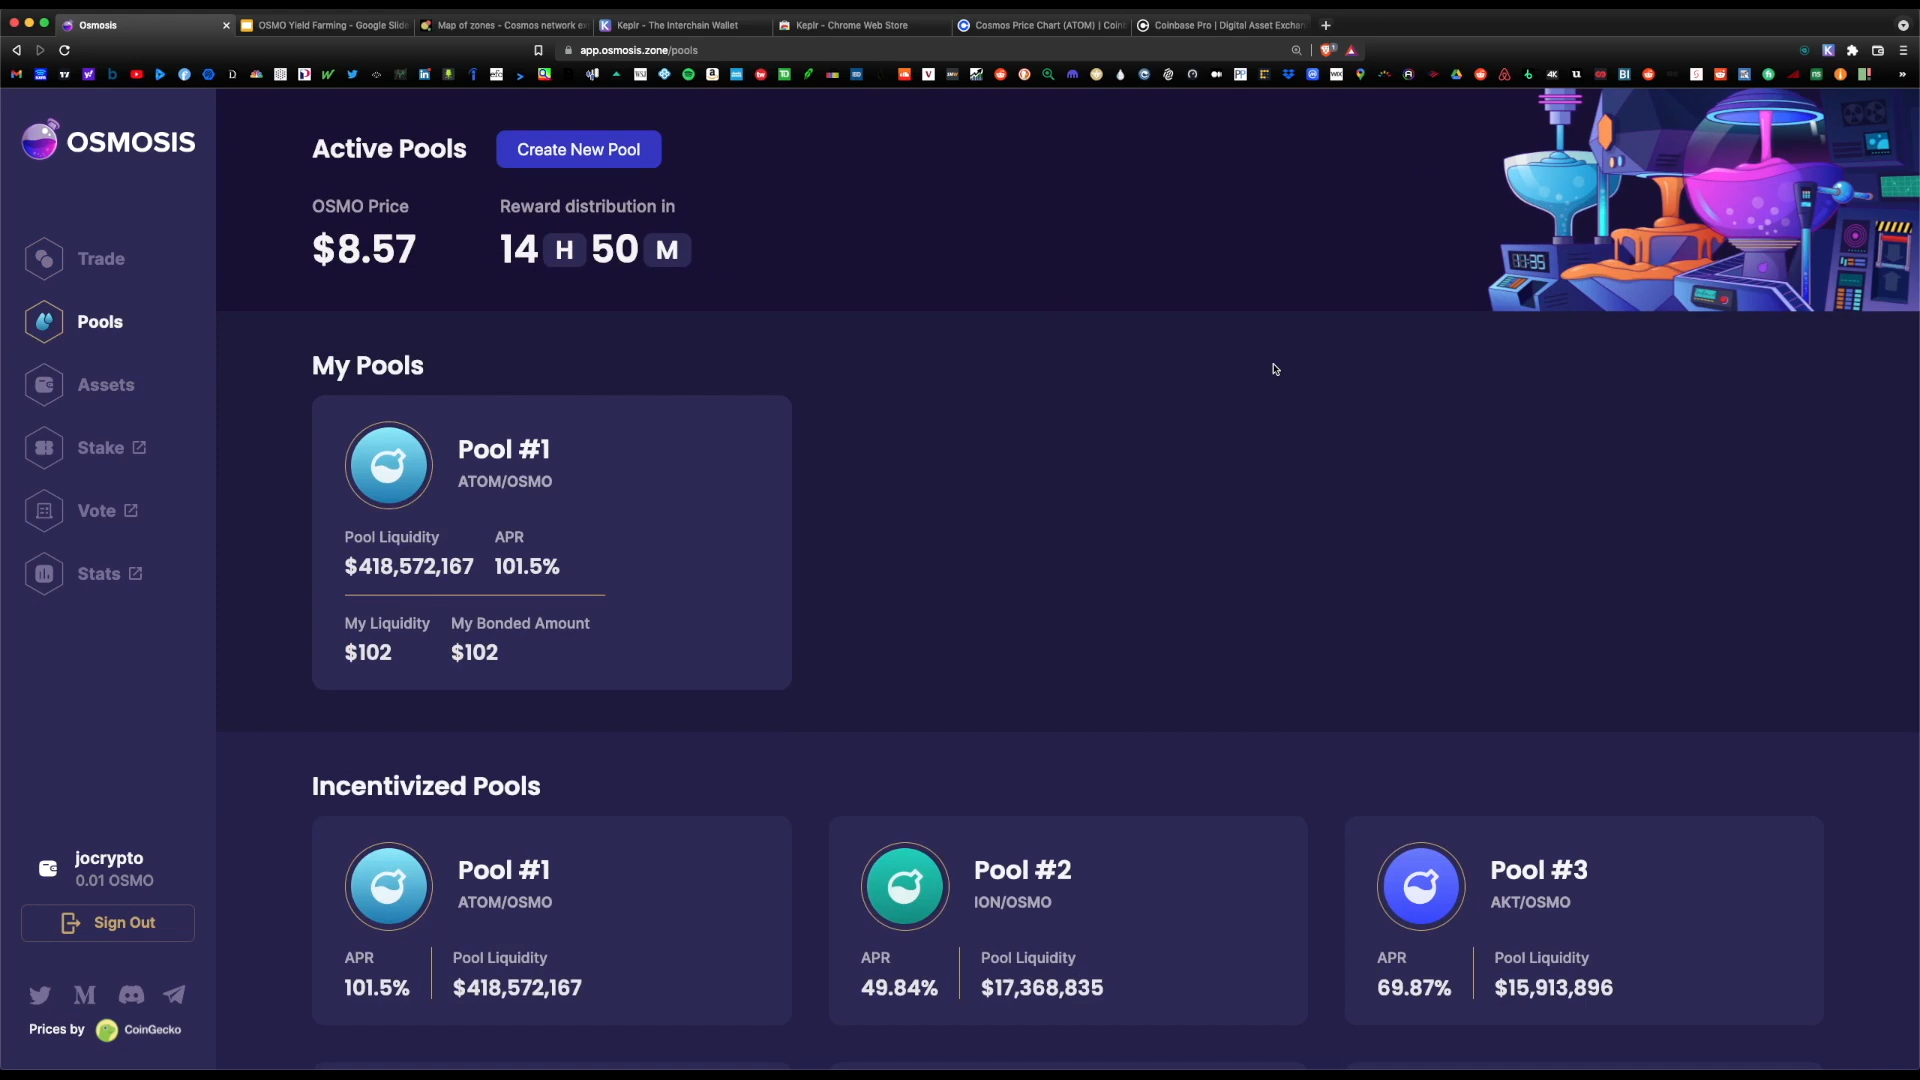 Osmosis
OSMO Yield Farming - Google Slide
Map of zones - Cosmos network e
Keplr - The Interchain Wallet
Keplr - Chrome Web Store
Cosmos Price Chart (ATOM) | Coin
Coinbase Pro | Digital Asset Exchan
app.osmosis.zone/pools
OSMOSIS
Trade
Pools
Assets
Stake
Vote
Stats
jocrypto
0.01 OSMO
Sign Out
Prices by CoinGecko
Active Pools
Create New Pool
OSMO Price
Reward distribution in
$8.57
14 H 50 M
11:35
My Pools
Pool #1
ATOM/OSMO
Pool Liquidity APR
$418,572,167 101.5%
My Liquidity My Bonded Amount
$102 $102
Incentivized Pools
Pool #1
ATOM/OSMO
APR Pool Liquidity
101.5% $418,572,167
Pool #2
ION/OSMO
APR Pool Liquidity
49.84% $17,368,835
Pool #3
AKT/OSMO
APR Pool Liquidity
69.87% $15,913,896